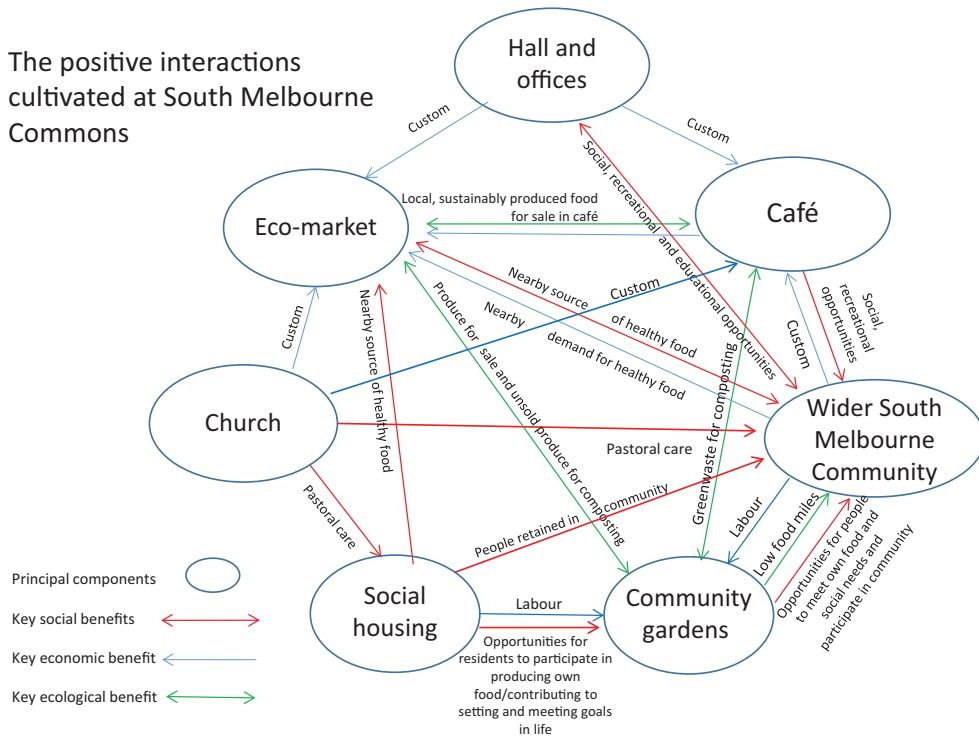 The positive interactions
cultivated at South Melbourne
Commons
Hall and
offices
Custom
Custom
Eco-market
Café
Local, sustainably produced food
for sale in café
Social, recreational and educational opportunities
Nearby source
of healthy food
Nearby
demand for healthy food
Custom
Custom
Social,
recreational
opportunities
Custom
Nearby source of healthy food
Produce for sale and unsold produce for composting
Greenwaste for composting
Church
Wider South
Melbourne
Community
Pastoral care
Pastoral care
People retained in community
Labour
Low food miles
Opportunities for people
to meet own food and
social needs and
participate in community
Social
housing
Labour
Opportunities for
residents to participate in
producing own
food/contributing to
setting and meeting goals
in life
Community
gardens
Principal components
Key social benefits
Key economic benefit
Key ecological benefit